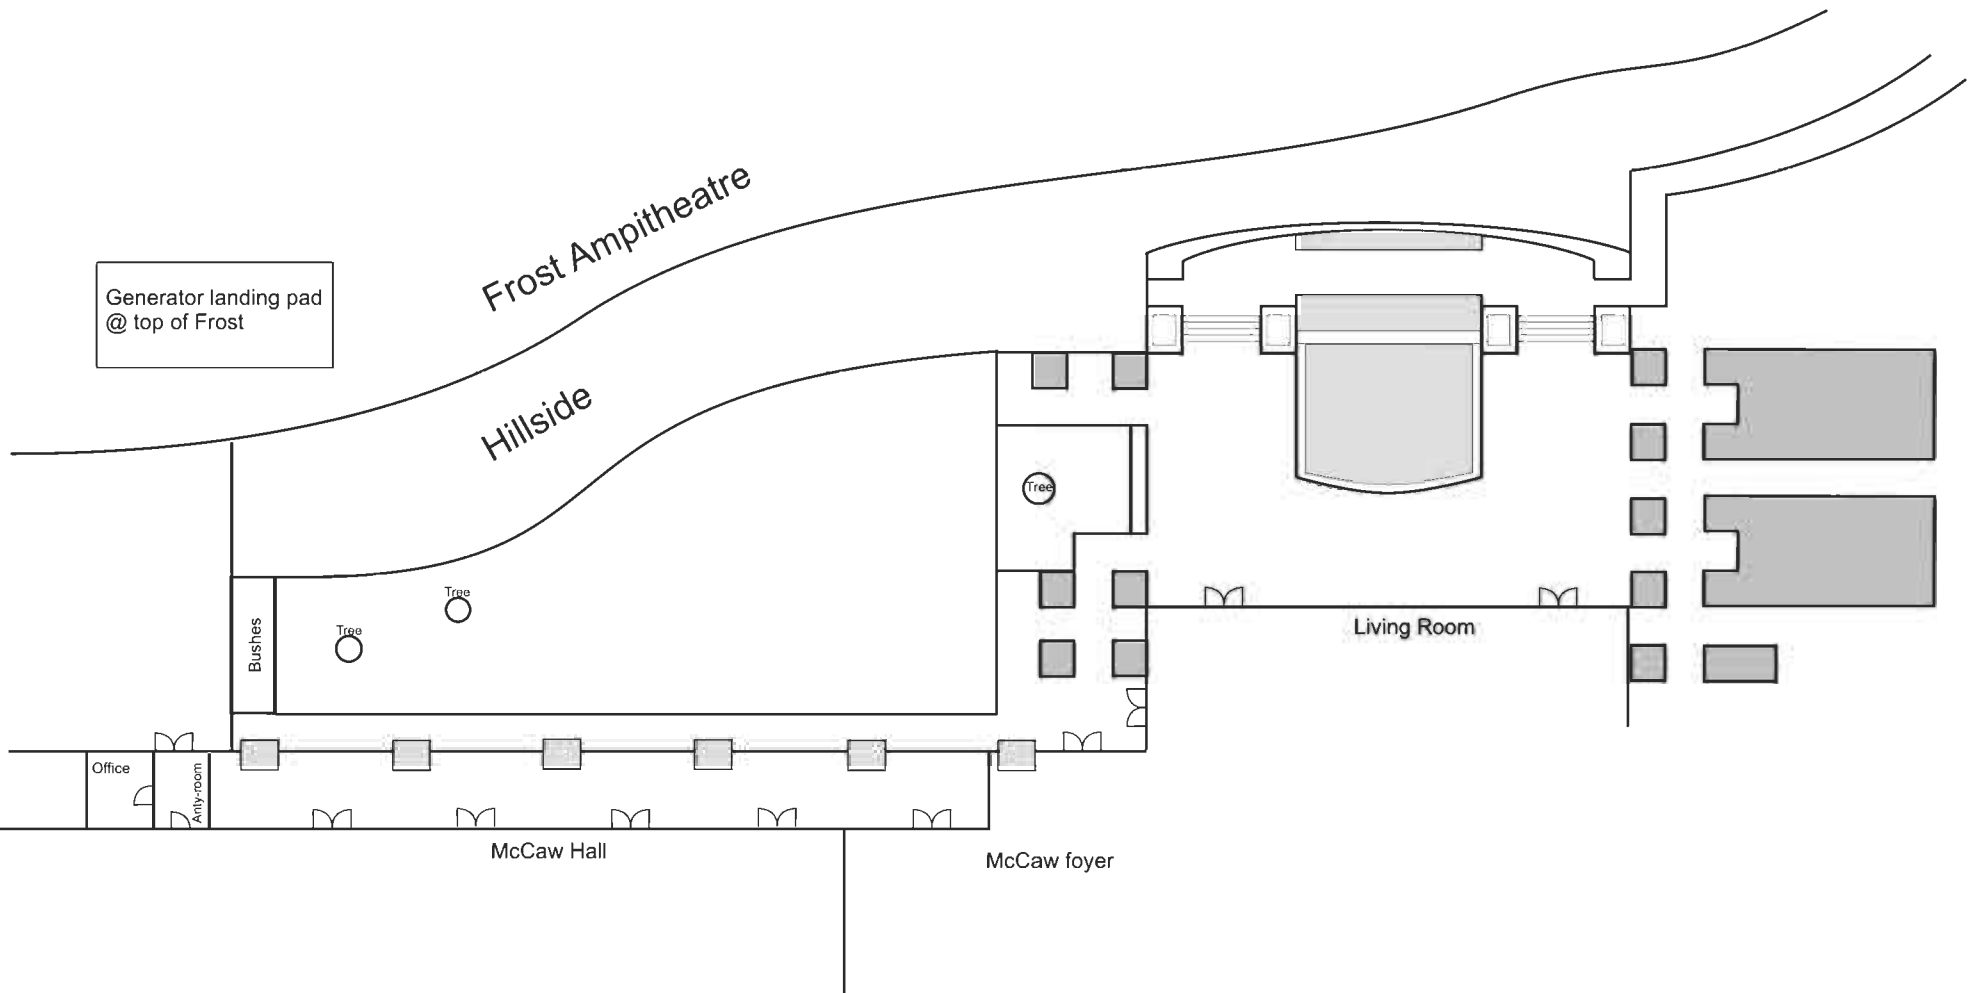 Frost Ampitheatre
Generator landing pad
@ top of Frost
Hillside
Tree
Tree
Tree
Bushes
Living Room
Office
Anty-room
McCaw Hall
McCaw foyer